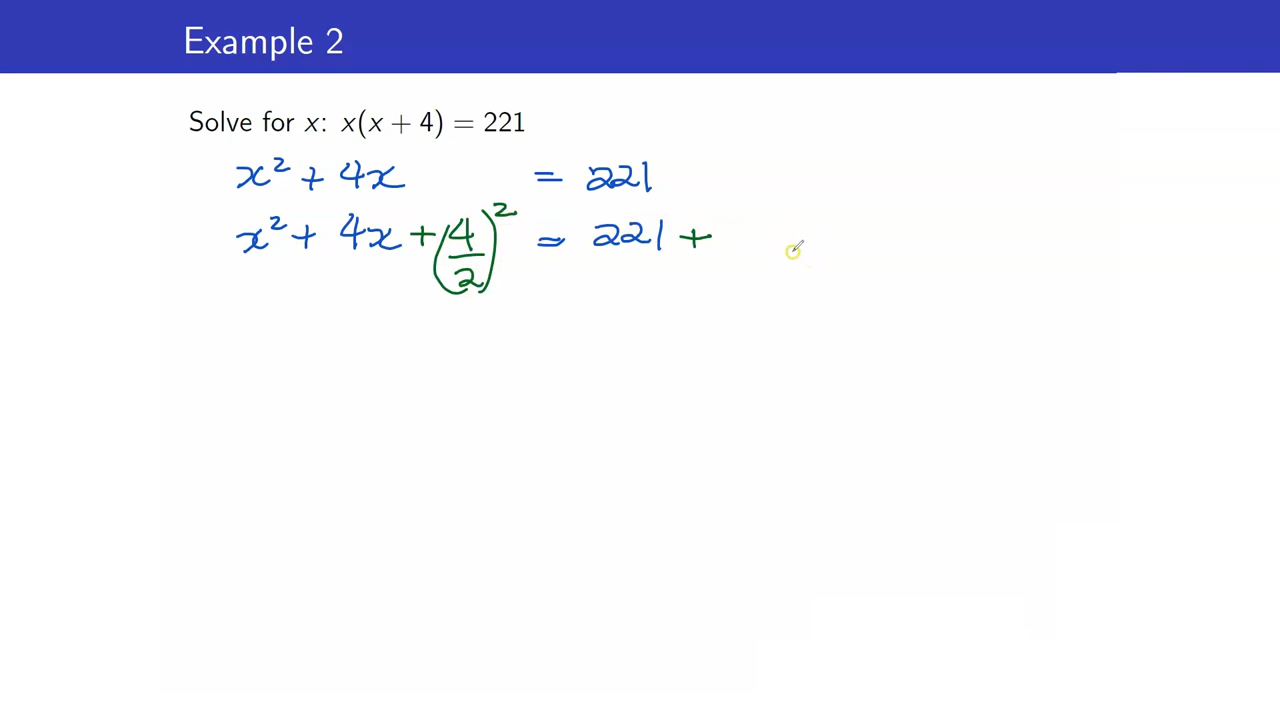 Example 2
Solve for x: x(x + 4) = 221
x² + 4x = 221
x² + 4x + (4/2)² = 221 +